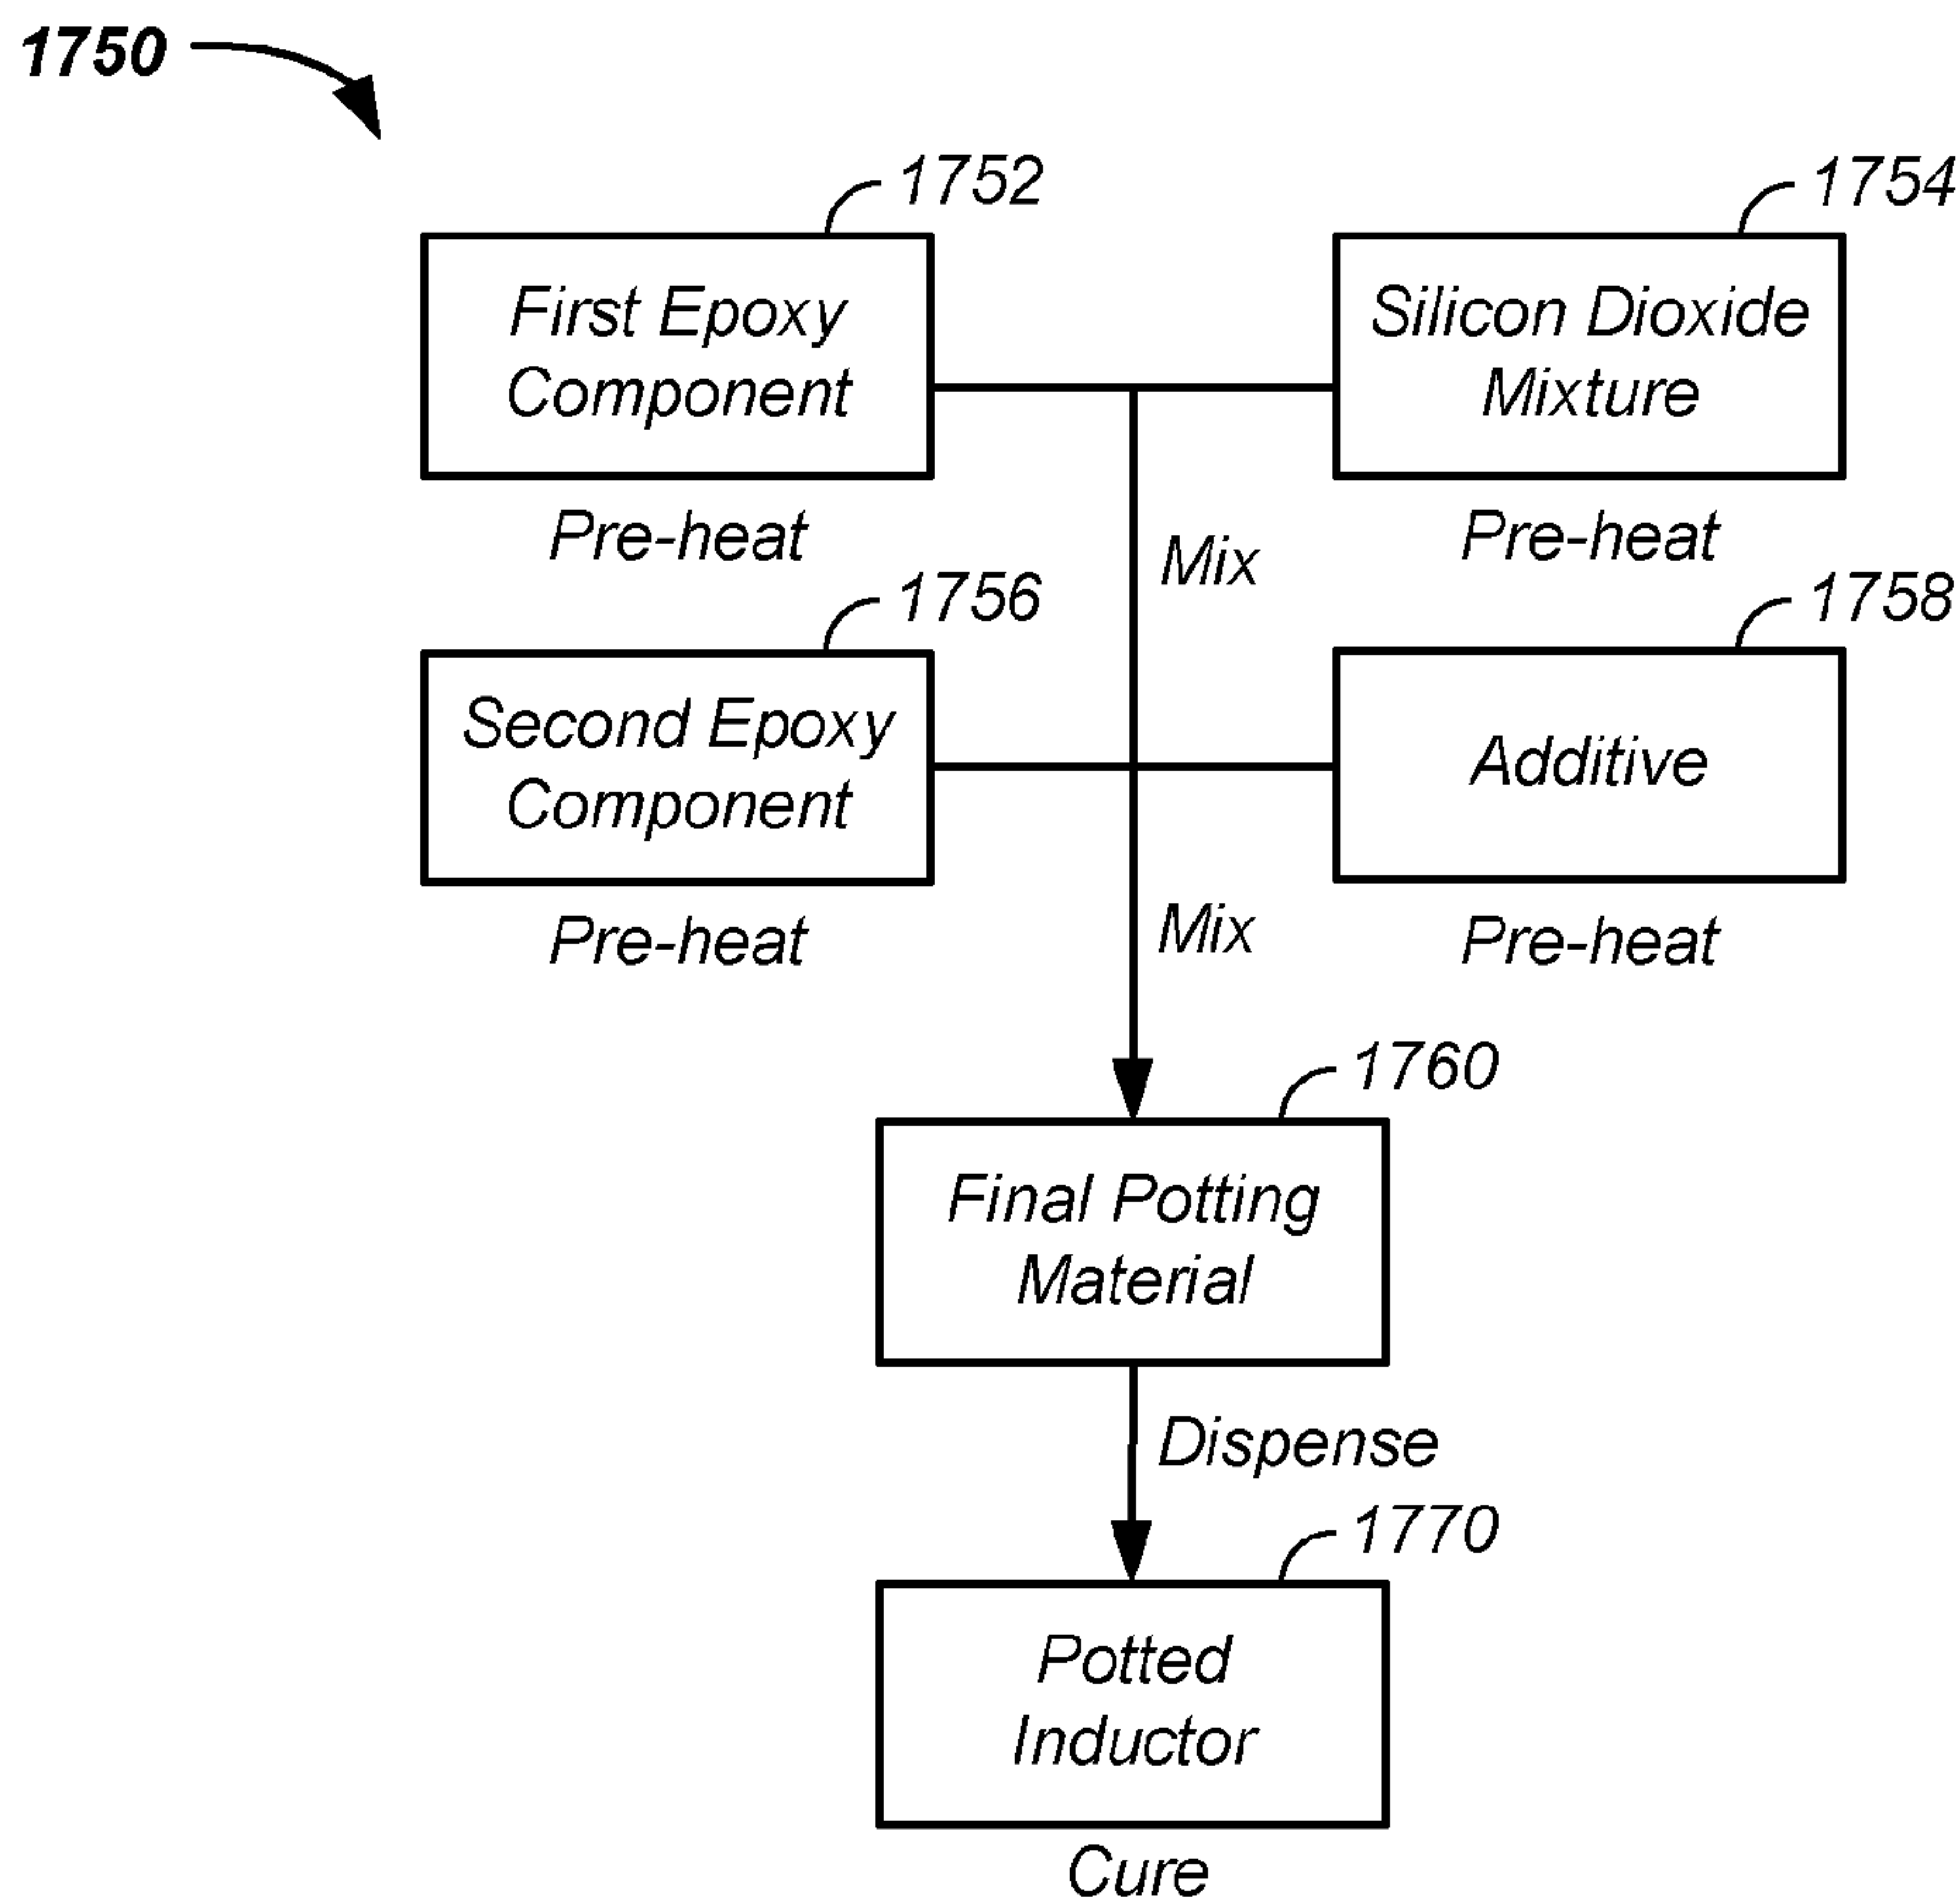 1750
1752
1754
First Epoxy
Component
Silicon Dioxide
Mixture
Pre-heat
Pre-heat
Mix
1756
1758
Second Epoxy
Component
Additive
Pre-heat
Pre-heat
Mix
1760
Final Potting
Material
Dispense
1770
Potted
Inductor
Cure